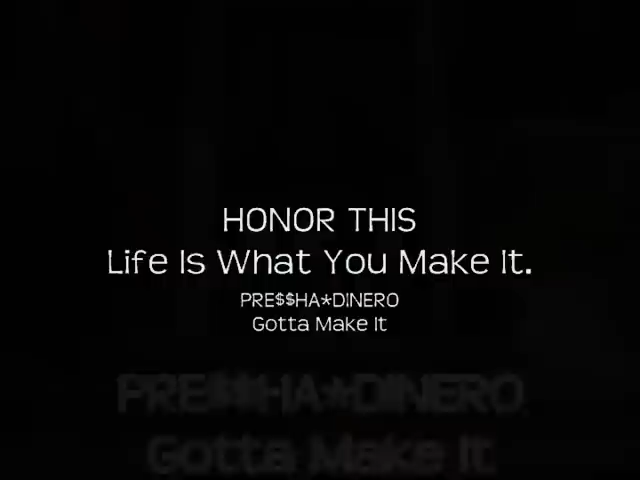 HONOR THIS
Life Is What You Make It.
PRE$$HA*DINERO
Gotta Make It
PRE$$HA*DINERO
Gotta Make It